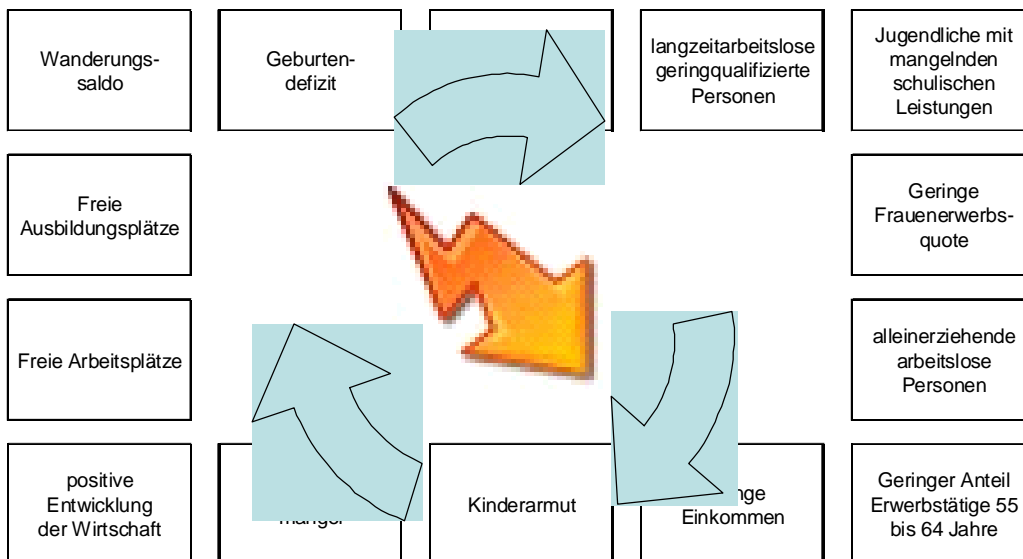 Wanderungs-
saldo
Geburten-
defizit
langzeitarbeitslose
geringqualifizierte
Personen
Jugendliche mit
mangelnden
schulischen
Leistungen
Freie
Ausbildungsplätze
Geringe
Frauenerwerbs-
quote
Freie Arbeitsplätze
alleinerziehende
arbeitslose
Personen
positive
Entwicklung
der Wirtschaft
Kinderarmut
Einkommen
Geringer Anteil
Erwerbstätige 55
bis 64 Jahre